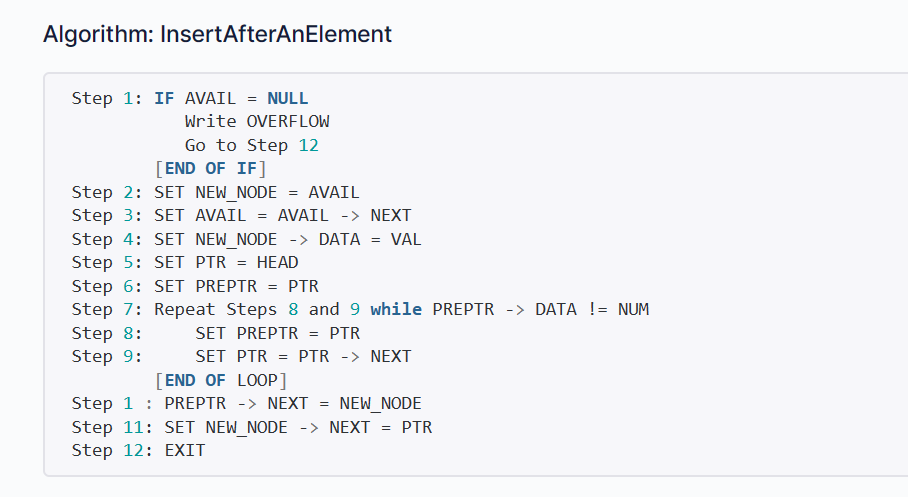 Algorithm: InsertAfterAnElement
Step 1: IF AVAIL = NULL
Write OVERFLOW
Go to Step 12
[END OF IF]
Step 2: SET NEW_NODE = AVAIL
Step 3: SET AVAIL = AVAIL -> NEXT
Step 4: SET NEW_NODE -> DATA = VAL
Step 5: SET PTR = HEAD
Step 6: SET PREPTR = PTR
Step 7: Repeat Steps 8 and 9 while PREPTR -> DATA != NUM
Step 8: SET PREPTR = PTR
Step 9: SET PTR = PTR -> NEXT
[END OF LOOP]
Step 1 : PREPTR -> NEXT = NEW_NODE
Step 11: SET NEW_NODE -> NEXT = PTR
Step 12: EXIT